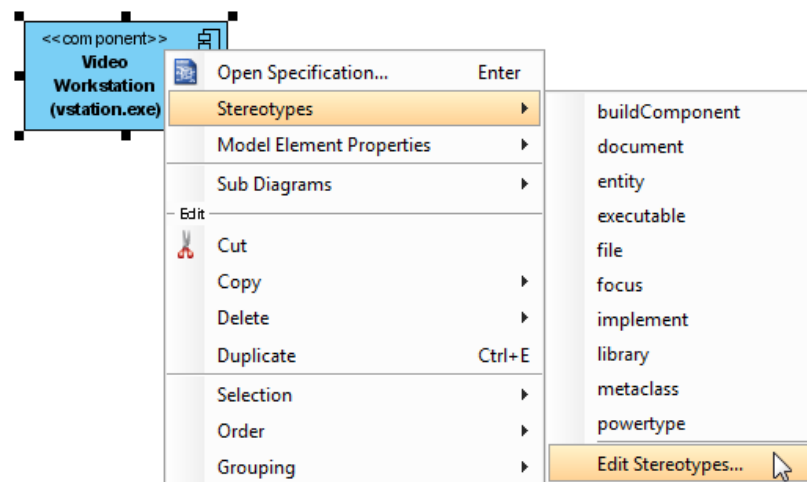 <<component>>
Video
Workstation
(vstation.exe)
Open Specification... Enter
Stereotypes
Model Element Properties
Sub Diagrams
Edit
Cut
Copy
Delete
Duplicate Ctrl+E
Selection
Order
Grouping
buildComponent
document
entity
executable
file
focus
implement
library
metaclass
powertype
Edit Stereotypes...